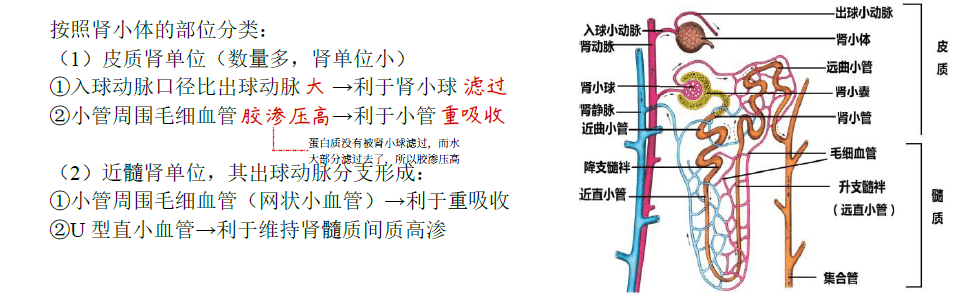 按照肾小体的部位分类：
（1）皮质肾单位（数量多，肾单位小）
①入球动脉口径比出球动脉 大 →利于肾小球 滤过
②小管周围毛细血管 胶渗压高→利于小管 重吸收
蛋白质没有被肾小球滤过，而水
大部分滤过去了，所以胶渗压高
（2）近髓肾单位，其出球动脉分支形成：
①小管周围毛细血管（网状小血管）→利于重吸收
②U 型直小血管→利于维持肾髓质间质高渗
出球小动脉
入球小动脉
肾动脉
肾小体
远曲小管
肾小球
肾小囊
肾静脉
肾小管
近曲小管
毛细血管
降支髓袢
近直小管
升支髓袢
（远直小管）
集合管
皮质
髓质